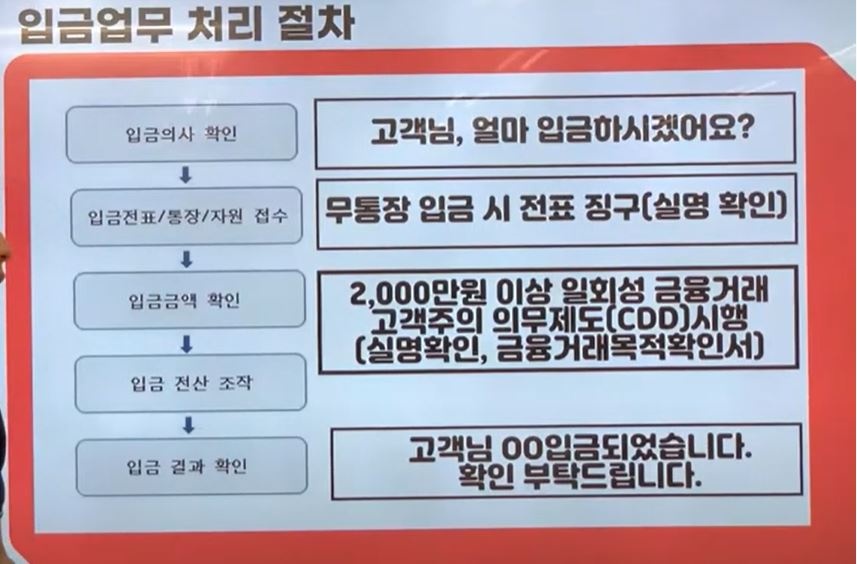 입금업무 처리 절차
입금의사 확인
고객님, 얼마 입금하시겠어요?
입금전표/통장/자원 접수
무통장 입금 시 전표 징구(실명 확인)
입금금액 확인
2,000만원 이상 일회성 금융거래
고객주의 의무제도(CDD)시행
(실명확인, 금융거래목적확인서)
입금 전산 조작
입금 결과 확인
고객님 OO입금되었습니다.
확인 부탁드립니다.